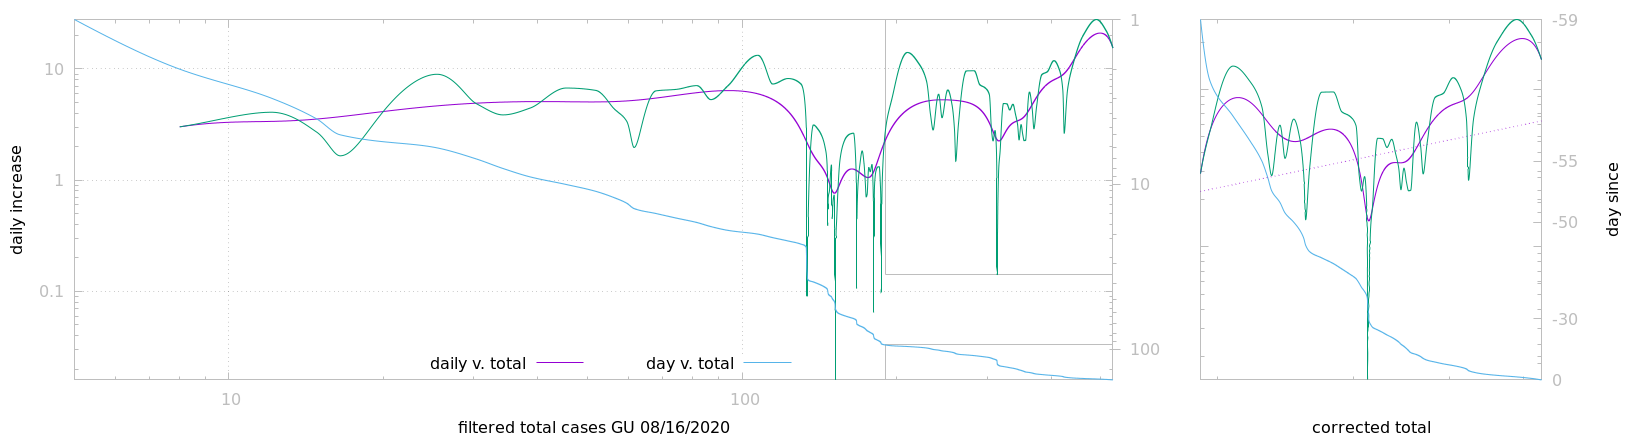 1
-59
10
daily increase
-55
day since
1
10
-50
0.1
-30
daily v. total
day v. total
100
0
10
100
filtered total cases GU 08/16/2020
corrected total